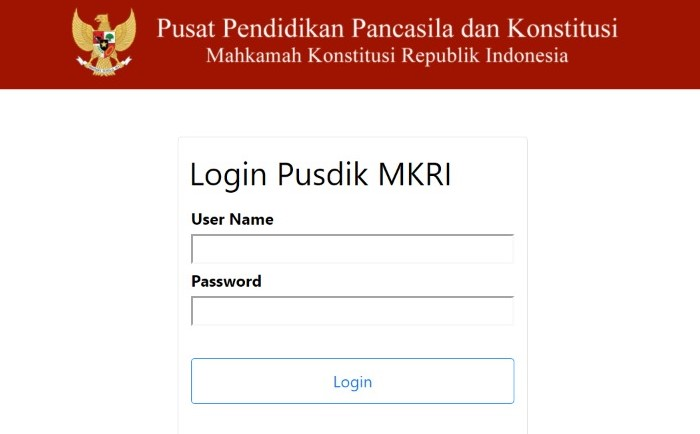 Pusat Pendidikan Pancasila dan Konstitusi
Mahkamah Konstitusi Republik Indonesia
Login Pusdik MKRI
User Name
Password
Login